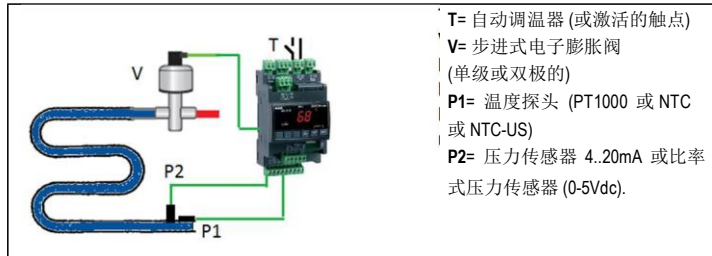 T
V
68
P2
P1
T= 自动调温器 (或激活的触点)
V= 步进式电子膨胀阀
(单级或双极的)
P1= 温度探头 (PT1000 或 NTC
或 NTC-US)
P2= 压力传感器 4..20mA 或比率
式压力传感器 (0-5Vdc).